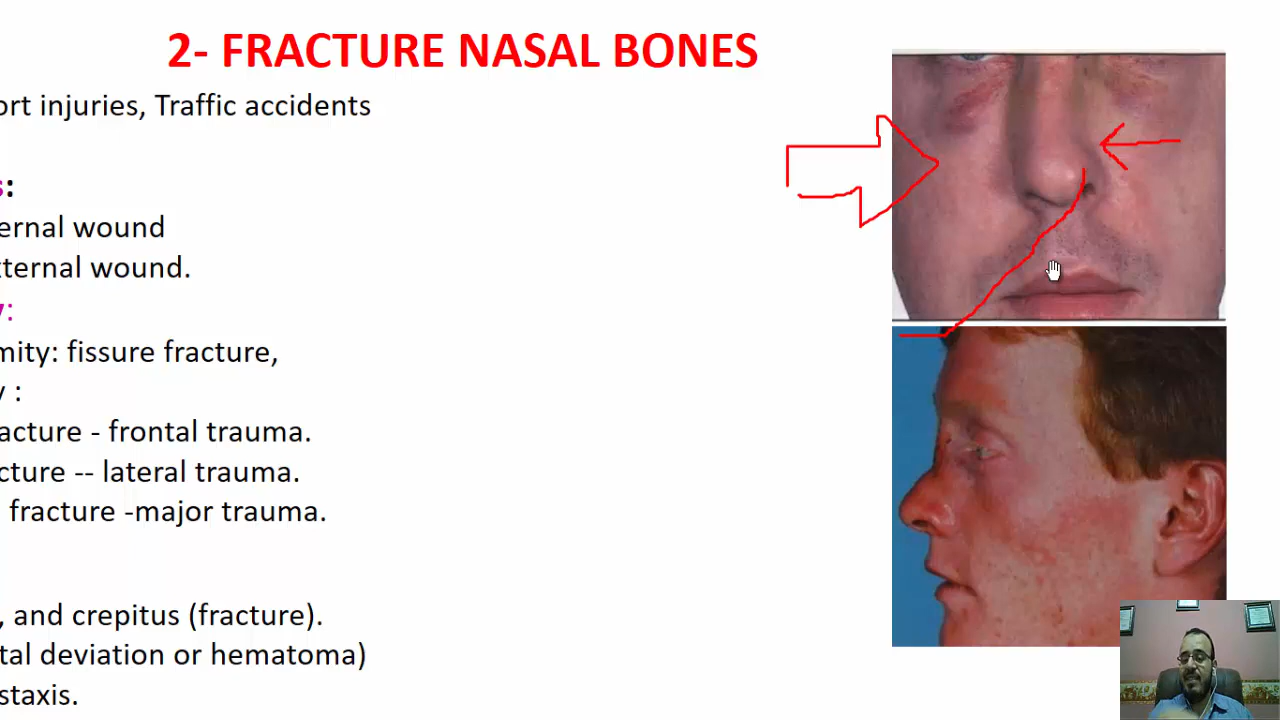 2- FRACTURE NASAL BONES
ort injuries, Traffic accidents
s:
ernal wound
xternal wound.
y:
mity: fissure fracture,
y :
acture - frontal trauma.
cture -- lateral trauma.
fracture -major trauma.
, and crepitus (fracture).
tal deviation or hematoma)
staxis.